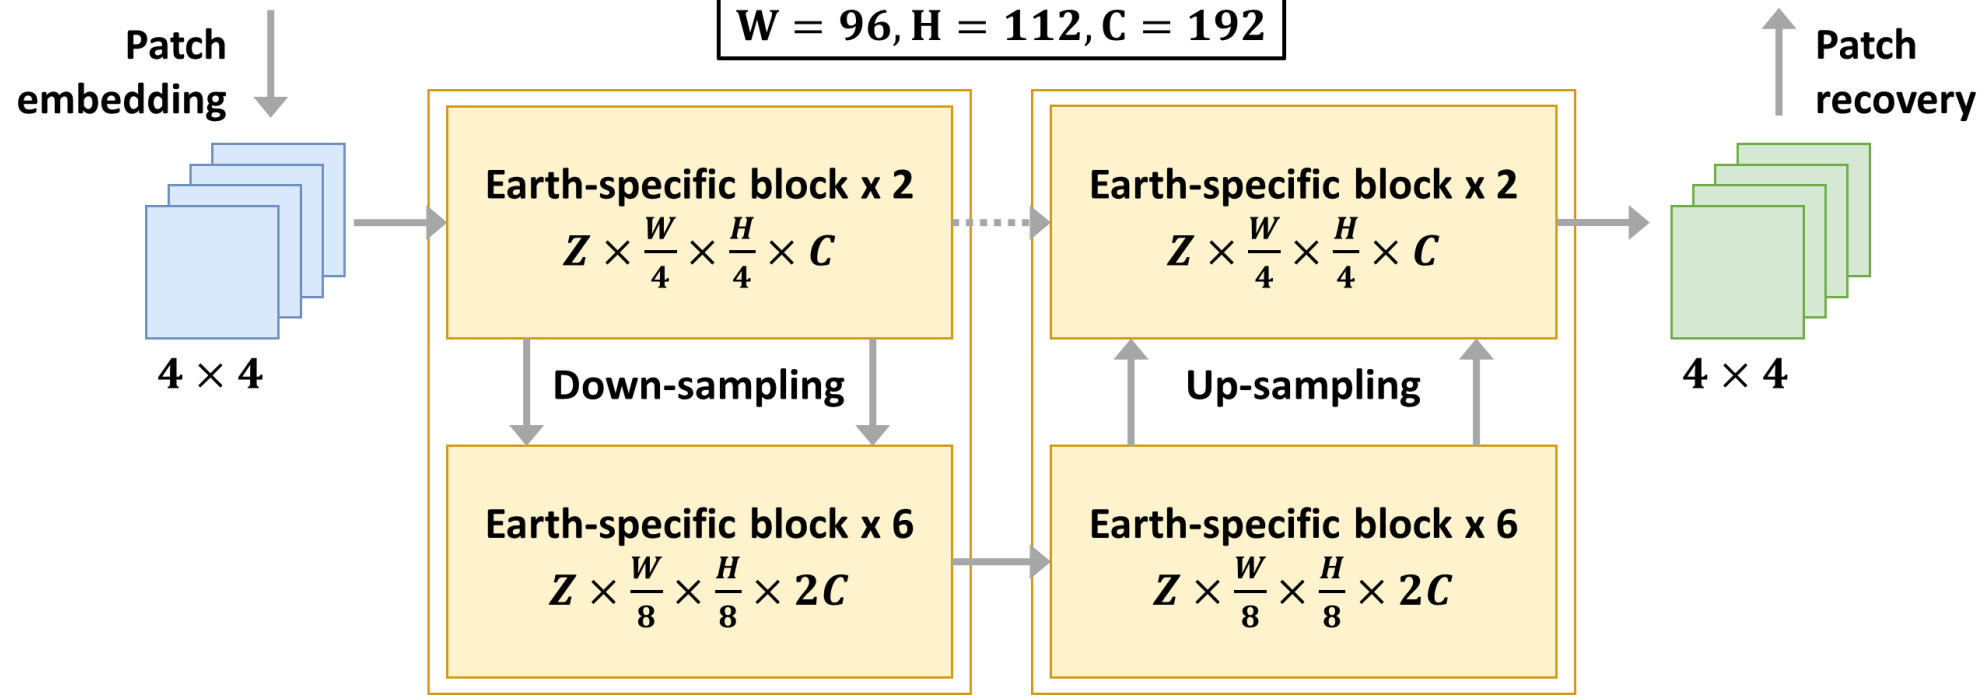 W = 96, H = 112, C = 192
Patch
embedding
Patch
recovery
Earth-specific block x 2
Z × W/4 × H/4 × C
Earth-specific block x 2
Z × W/4 × H/4 × C
4 × 4
Down-sampling
Up-sampling
4 × 4
Earth-specific block x 6
Z × W/8 × H/8 × 2C
Earth-specific block x 6
Z × W/8 × H/8 × 2C